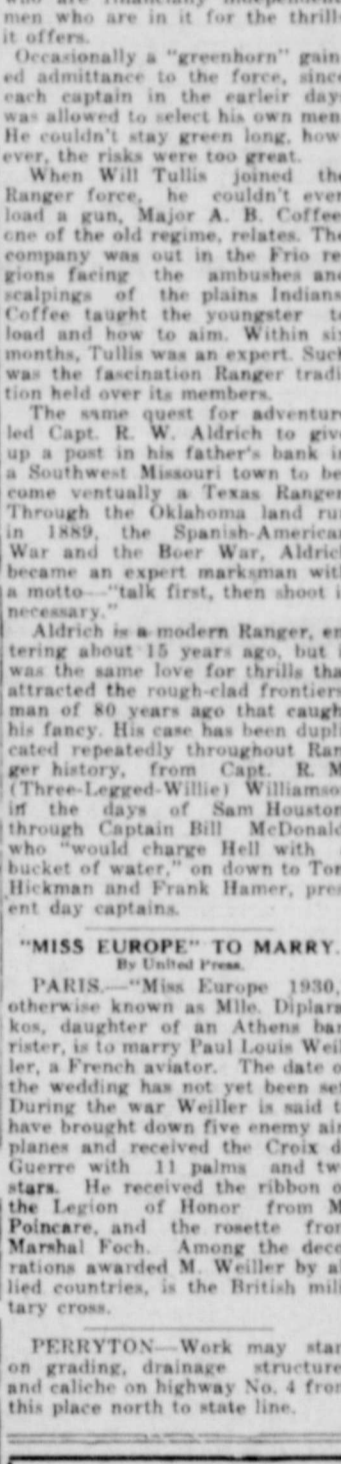 men who are in it for the thrill
it offers.
Occasionally a "greenhorn" gain
ed admittance to the force, since
each captain in the earleir day
was allowed to select his own men
He couldn't stay green long, how
ever, the risks were too great.
When Will Tullis joined the
Ranger force, he couldn't ever
load a gun, Major A. B. Coffee
one of the old regime, relates. The
company was out in the Frio re
gions facing the ambushes and
scalpings of the plains Indians
Coffee taught the youngster to
load and how to aim. Within six
months, Tullis was an expert. Such
was the fascination Ranger tradi
tion held over its members.
The same quest for adventur
led Capt. R. W. Aldrich to give
up a post in his father's bank in
a Southwest Missouri town to be
come ventually a Texas Ranger
Through the Oklahoma land run
in 1889, the Spanish-American
War and the Boer War, Aldrich
became an expert marksman with
a motto—"talk first, then shoot i
necessary."
Aldrich is a modern Ranger, en
tering about 15 years ago, but i
was the same love for thrills tha
attracted the rough-clad frontiers
man of 80 years ago that caugh
his fancy. His case has been dupli
cated repeatedly throughout Ran
ger history, from Capt. R. M
(Three-Legged-Willie) Williamson
in the days of Sam Houston
through Captain Bill McDonald
who "would charge Hell with
bucket of water," on down to Tom
Hickman and Frank Hamer, pres
ent day captains.
"MISS EUROPE" TO MARRY.
By United Press.
PARIS.—"Miss Europe 1930,
otherwise known as Mlle. Diplara
kos, daughter of an Athens bar
rister, is to marry Paul Louis Weil
ler, a French aviator. The date o
the wedding has not yet been set
During the war Weiller is said t
have brought down five enemy air
planes and received the Croix d
Guerre with 11 palms and tw
stars. He received the ribbon o
the Legion of Honor from M
Poincare, and the rosette from
Marshal Foch. Among the deco
rations awarded M. Weiller by al
lied countries, is the British mili
tary cross.
PERRYTON—Work may star
on grading, drainage structure
and caliche on highway No. 4 from
this place north to state line.